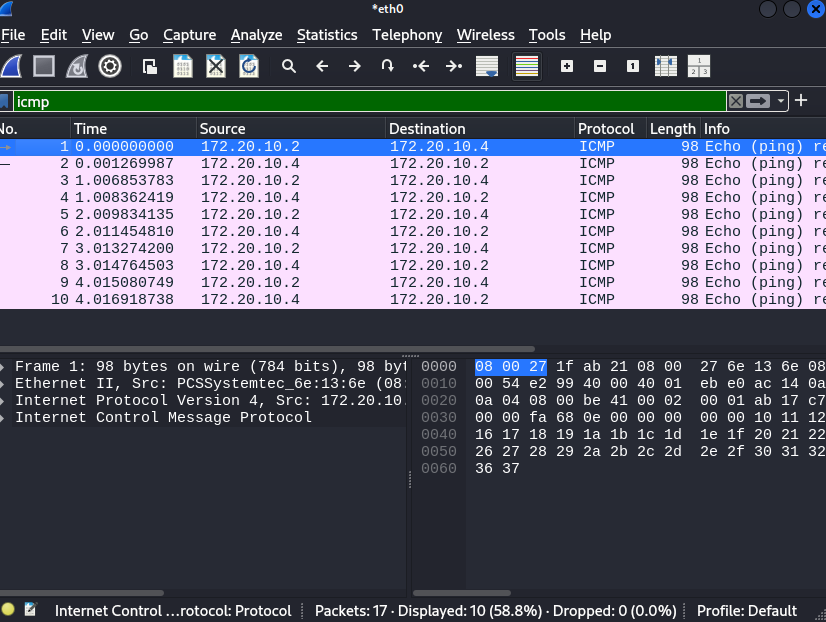 *eth0
File Edit View Go Capture Analyze Statistics Telephony Wireless Tools Help
icmp
No. Time Source Destination Protocol Length Info
1 0.000000000 172.20.10.2 172.20.10.4 ICMP 98 Echo (ping) re
2 0.001269987 172.20.10.4 172.20.10.2 ICMP 98 Echo (ping) re
3 1.006853783 172.20.10.2 172.20.10.4 ICMP 98 Echo (ping) re
4 1.008362419 172.20.10.4 172.20.10.2 ICMP 98 Echo (ping) re
5 2.009834135 172.20.10.2 172.20.10.4 ICMP 98 Echo (ping) re
6 2.011454810 172.20.10.4 172.20.10.2 ICMP 98 Echo (ping) re
7 3.013274200 172.20.10.2 172.20.10.4 ICMP 98 Echo (ping) re
8 3.014764503 172.20.10.4 172.20.10.2 ICMP 98 Echo (ping) re
9 4.015080749 172.20.10.2 172.20.10.4 ICMP 98 Echo (ping) re
10 4.016918738 172.20.10.4 172.20.10.2 ICMP 98 Echo (ping) re
Frame 1: 98 bytes on wire (784 bits), 98 byt
Ethernet II, Src: PCSSystemtec_6e:13:6e (08:
Internet Protocol Version 4, Src: 172.20.10.
Internet Control Message Protocol
0000 08 00 27 1f ab 21 08 00 27 6e 13 6e 08
0010 00 54 e2 99 40 00 40 01 eb e0 ac 14 0a
0020 0a 04 08 00 be 41 00 02 00 01 ab 17 c7
0030 00 00 fa 68 0e 00 00 00 00 00 10 11 12
0040 16 17 18 19 1a 1b 1c 1d 1e 1f 20 21 22
0050 26 27 28 29 2a 2b 2c 2d 2e 2f 30 31 32
0060 36 37
Internet Control …rotocol: Protocol Packets: 17 · Displayed: 10 (58.8%) · Dropped: 0 (0.0%) Profile: Default